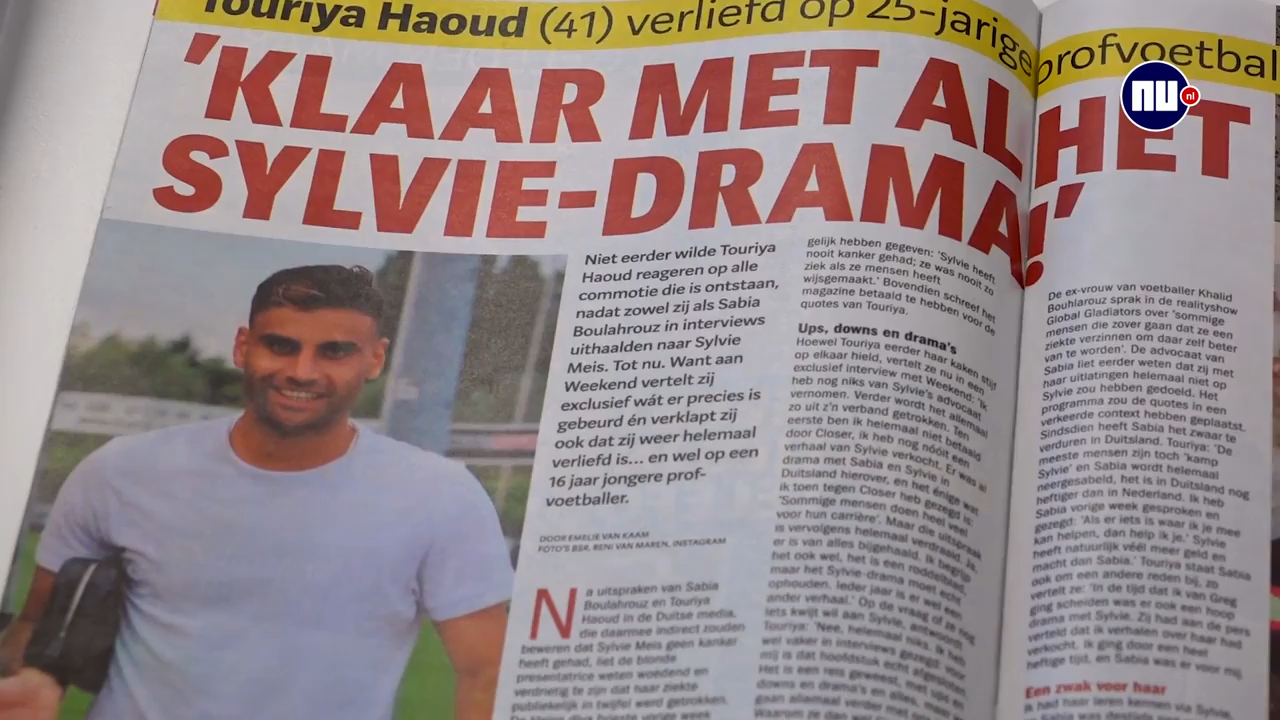 Touriya Haoud (41) verliefd op 25-jarige profvoetbal
'KLAAR MET AL HET
SYLVIE-DRAMA!'
nu
nl
Niet eerder wilde Touriya
Haoud reageren op alle
commotie die is ontstaan,
nadat zowel zij als Sabia
Boulahrouz in interviews
uithaalden naar Sylvie
Meis. Tot nu. Want aan
Weekend vertelt zij
exclusief wát er precies is
gebeurd én verklapt zij
ook dat zij weer helemaal
verliefd is... en wel op een
16 jaar jongere prof-
voetballer.
DOOR EMELIE VAN KAAM
FOTO'S BSR, RENI VAN MAREN, INSTAGRAM
Na uitspraken van Sabia
Boulahrouz en Touriya
Haoud in de Duitse media,
die daarmee indirect zouden
beweren dat Sylvie Meis geen kanker
heeft gehad, liet de blonde
presentatrice weten woedend en
verdrietig te zijn dat haar ziekte
publiekelijk in twijfel werd getrokken.
gelijk hebben gegeven: 'Sylvie heeft
nooit kanker gehad; ze was nooit zo
ziek als ze mensen heeft
wijsgemaakt.' Bovendien schreef het
magazine betaald te hebben voor de
quotes van Touriya.
Ups, downs en drama's
Hoewel Touriya eerder haar kaken stijf
op elkaar hield, vertelt ze nu in een
exclusief interview met Weekend: 'Ik
heb nog niks van Sylvie's advocaat
vernomen. Verder wordt het allemaal
zo uit z'n verband getrokken. Ten
eerste ben ik helemaal niet betaald
door Closer, ik heb nog nóóit een
verhaal van Sylvie verkocht. Er was al
drama met Sabia en Sylvie in
Duitsland hierover, en het énige wat
ik toen tegen Closer heb gezegd is:
'Sommige mensen doen heel veel
voor hun carrière'. Maar die uitspraak
is vervolgens helemaal verdraaid. Ja,
er is van alles bijgehaald. Ik begrijp
het ook wel, het is een roddelblad,
maar het Sylvie-drama moet echt
ophouden. Ieder jaar is er wel een
ander verhaal.' Op de vraag of ze nog
iets kwijt wil aan Sylvie, antwoordt
Touriya: 'Nee, helemaal niks. Ik heb
wel vaker in interviews gezegd: voor
mij is dat hoofdstuk echt afgesloten.
Het is een reis geweest, met ups en
downs en drama's en alles, maar
De ex-vrouw van voetballer Khalid
Bouhlarouz sprak in de realityshow
Global Gladiators over 'sommige
mensen die zover gaan dat ze een
ziekte verzinnen om daar zelf beter
van te worden'. De advocaat van
Sabia liet eerder weten dat zij met
haar uitlatingen helemaal niet op
Sylvie zou hebben gedoeld. Het
programma zou de quotes in een
verkeerde context hebben geplaatst.
Sindsdien heeft Sabia het zwaar te
verduren in Duitsland. Touriya: 'De
meeste mensen zijn toch 'kamp
Sylvie' en Sabia wordt helemaal
neergesabeld, het is in Duitsland nog
heftiger dan in Nederland. Ik heb
Sabia vorige week gesproken en
gezegd: 'Als er iets is waar ik je mee
kan helpen, dan help ik je.' Sylvie
heeft natuurlijk véél meer geld en
macht dan Sabia.' Touriya staat Sabia
ook om een andere reden bij, zo
vertelt ze: 'In de tijd dat ik van Greg
ging scheiden was er ook een hoop
drama met Sylvie. Zij had aan de pers
verteld dat ik verhalen over haar had
verkocht. Ik ging door een heel
heftige tijd, en Sabia was er voor mij.
Een zwak voor haar
Ik had haar leren kennen via Sylvie,